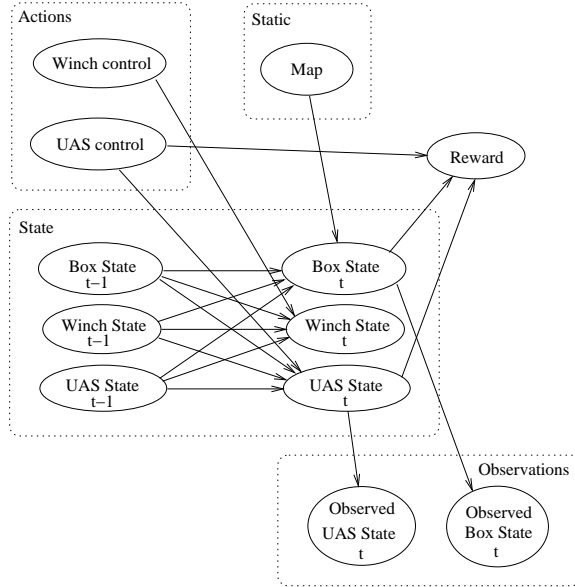 Actions
Winch control
UAS control
Static
Map
Reward
State
Box State
t−1
Winch State
t−1
UAS State
t−1
Box State
t
Winch State
t
UAS State
t
Observations
Observed
UAS State
t
Observed
Box State
t